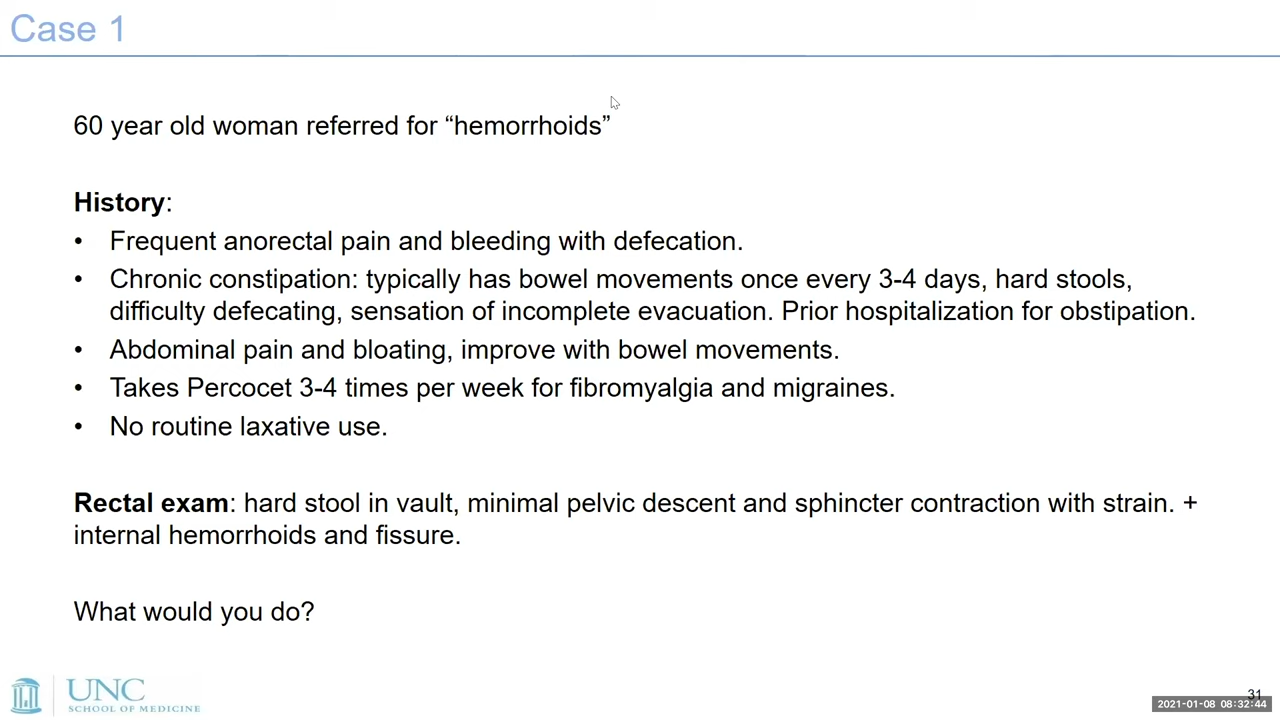 Case 1
60 year old woman referred for “hemorrhoids”
History:
• Frequent anorectal pain and bleeding with defecation.
• Chronic constipation: typically has bowel movements once every 3-4 days, hard stools,
difficulty defecating, sensation of incomplete evacuation. Prior hospitalization for obstipation.
• Abdominal pain and bloating, improve with bowel movements.
• Takes Percocet 3-4 times per week for fibromyalgia and migraines.
• No routine laxative use.
Rectal exam: hard stool in vault, minimal pelvic descent and sphincter contraction with strain. +
internal hemorrhoids and fissure.
What would you do?
UNC
SCHOOL OF MEDICINE
31
2021-01-08 08:32:44